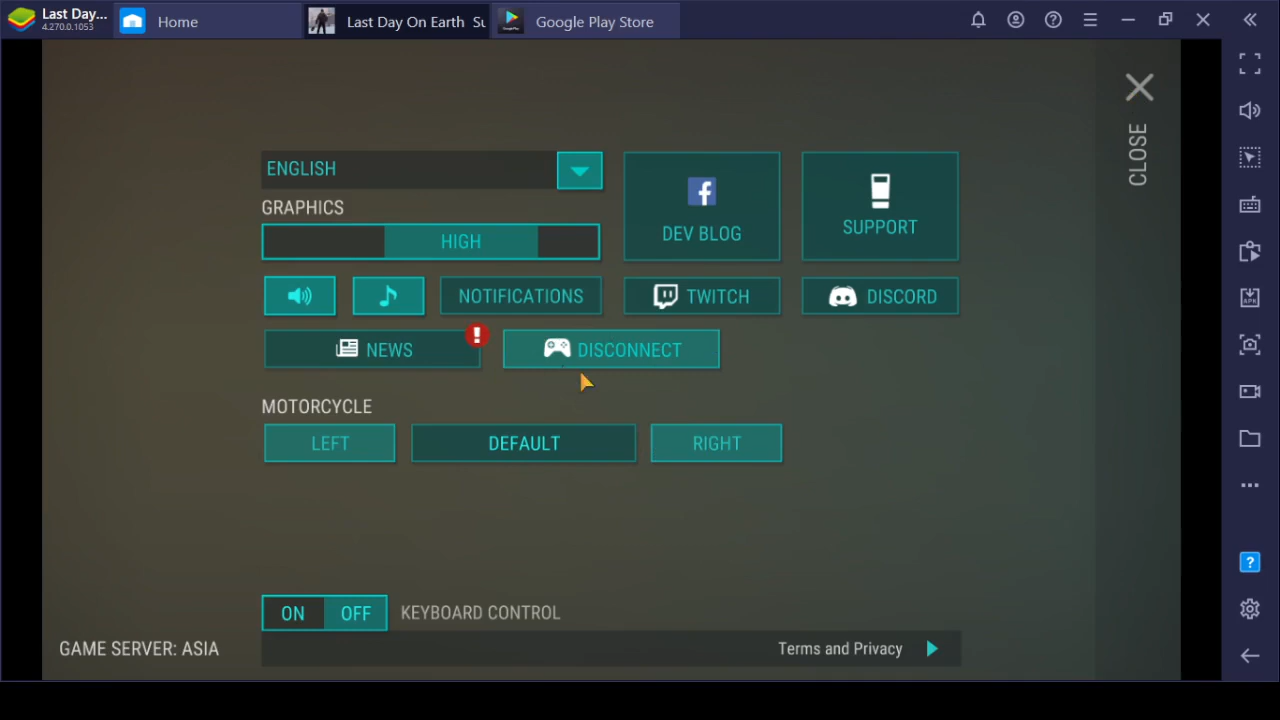 Last Day...
4.270.0.1053
Home
Last Day On Earth Su
Google Play Store
CLOSE
ENGLISH
GRAPHICS
HIGH
DEV BLOG
SUPPORT
NOTIFICATIONS
TWITCH
DISCORD
NEWS
!
DISCONNECT
MOTORCYCLE
LEFT
DEFAULT
RIGHT
ON
OFF
KEYBOARD CONTROL
GAME SERVER: ASIA
Terms and Privacy